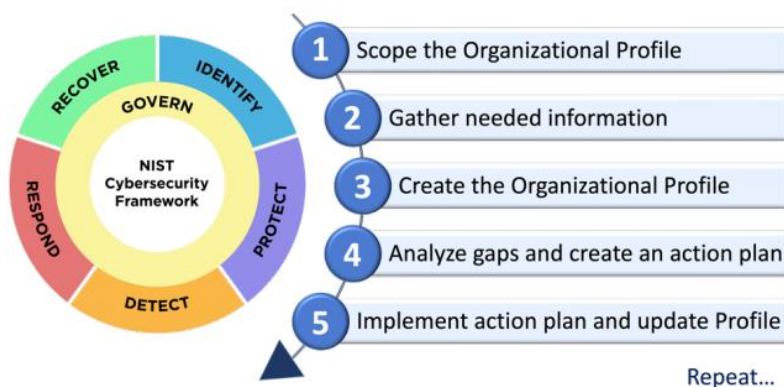 RECOVER
IDENTIFY
GOVERN
NIST
Cybersecurity
Framework
RESPOND
PROTECT
DETECT
1 Scope the Organizational Profile
2 Gather needed information
3 Create the Organizational Profile
4 Analyze gaps and create an action plan
5 Implement action plan and update Profile
Repeat...